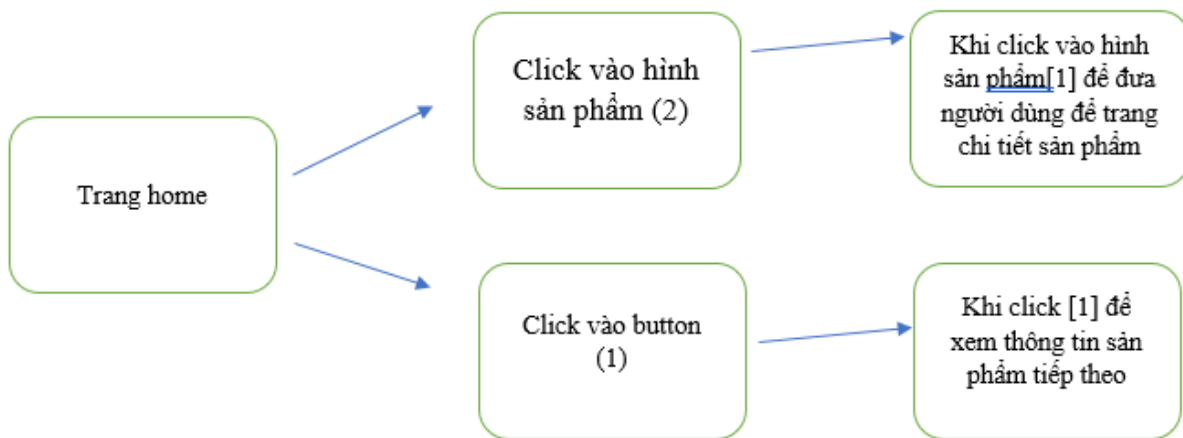 Trang home
Click vào hình
sản phẩm (2)
Khi click vào hình
sản phẩm[1] để đưa
người dùng để trang
chi tiết sản phẩm
Click vào button
(1)
Khi click [1] để
xem thông tin sản
phẩm tiếp theo